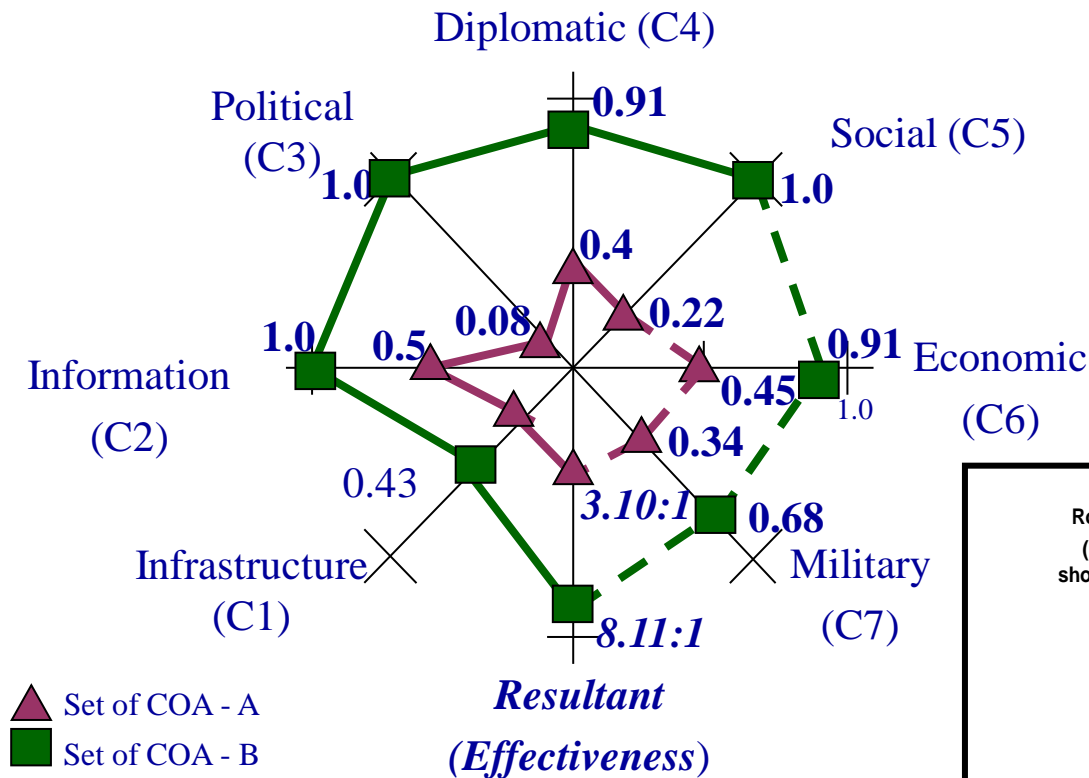 Diplomatic (C4)
0.91
Political
(C3)
Social (C5)
1.0
1.0
0.4
0.22
0.08
1.0
0.5
0.91
Information
(C2)
Economic
(C6)
0.45
1.0
0.34
0.43
3.10:1
0.68
Infrastructure
(C1)
Military
(C7)
8.11:1
Resultant
(Effectiveness)
Set of COA - A
Set of COA - B
(
sho